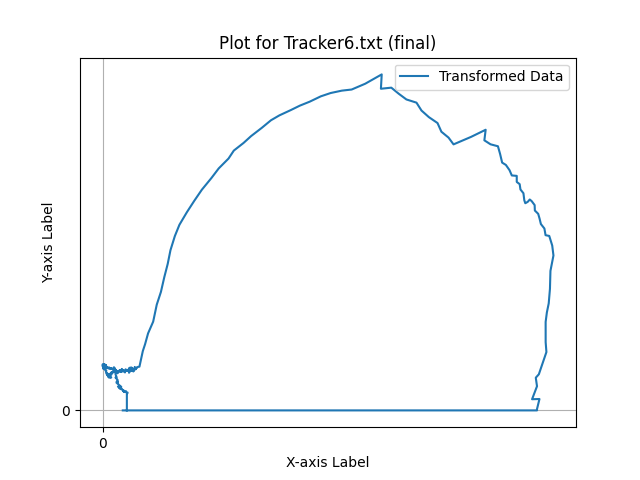 Plot for Tracker6.txt (final)
Transformed Data
Y-axis Label
0
0
X-axis Label